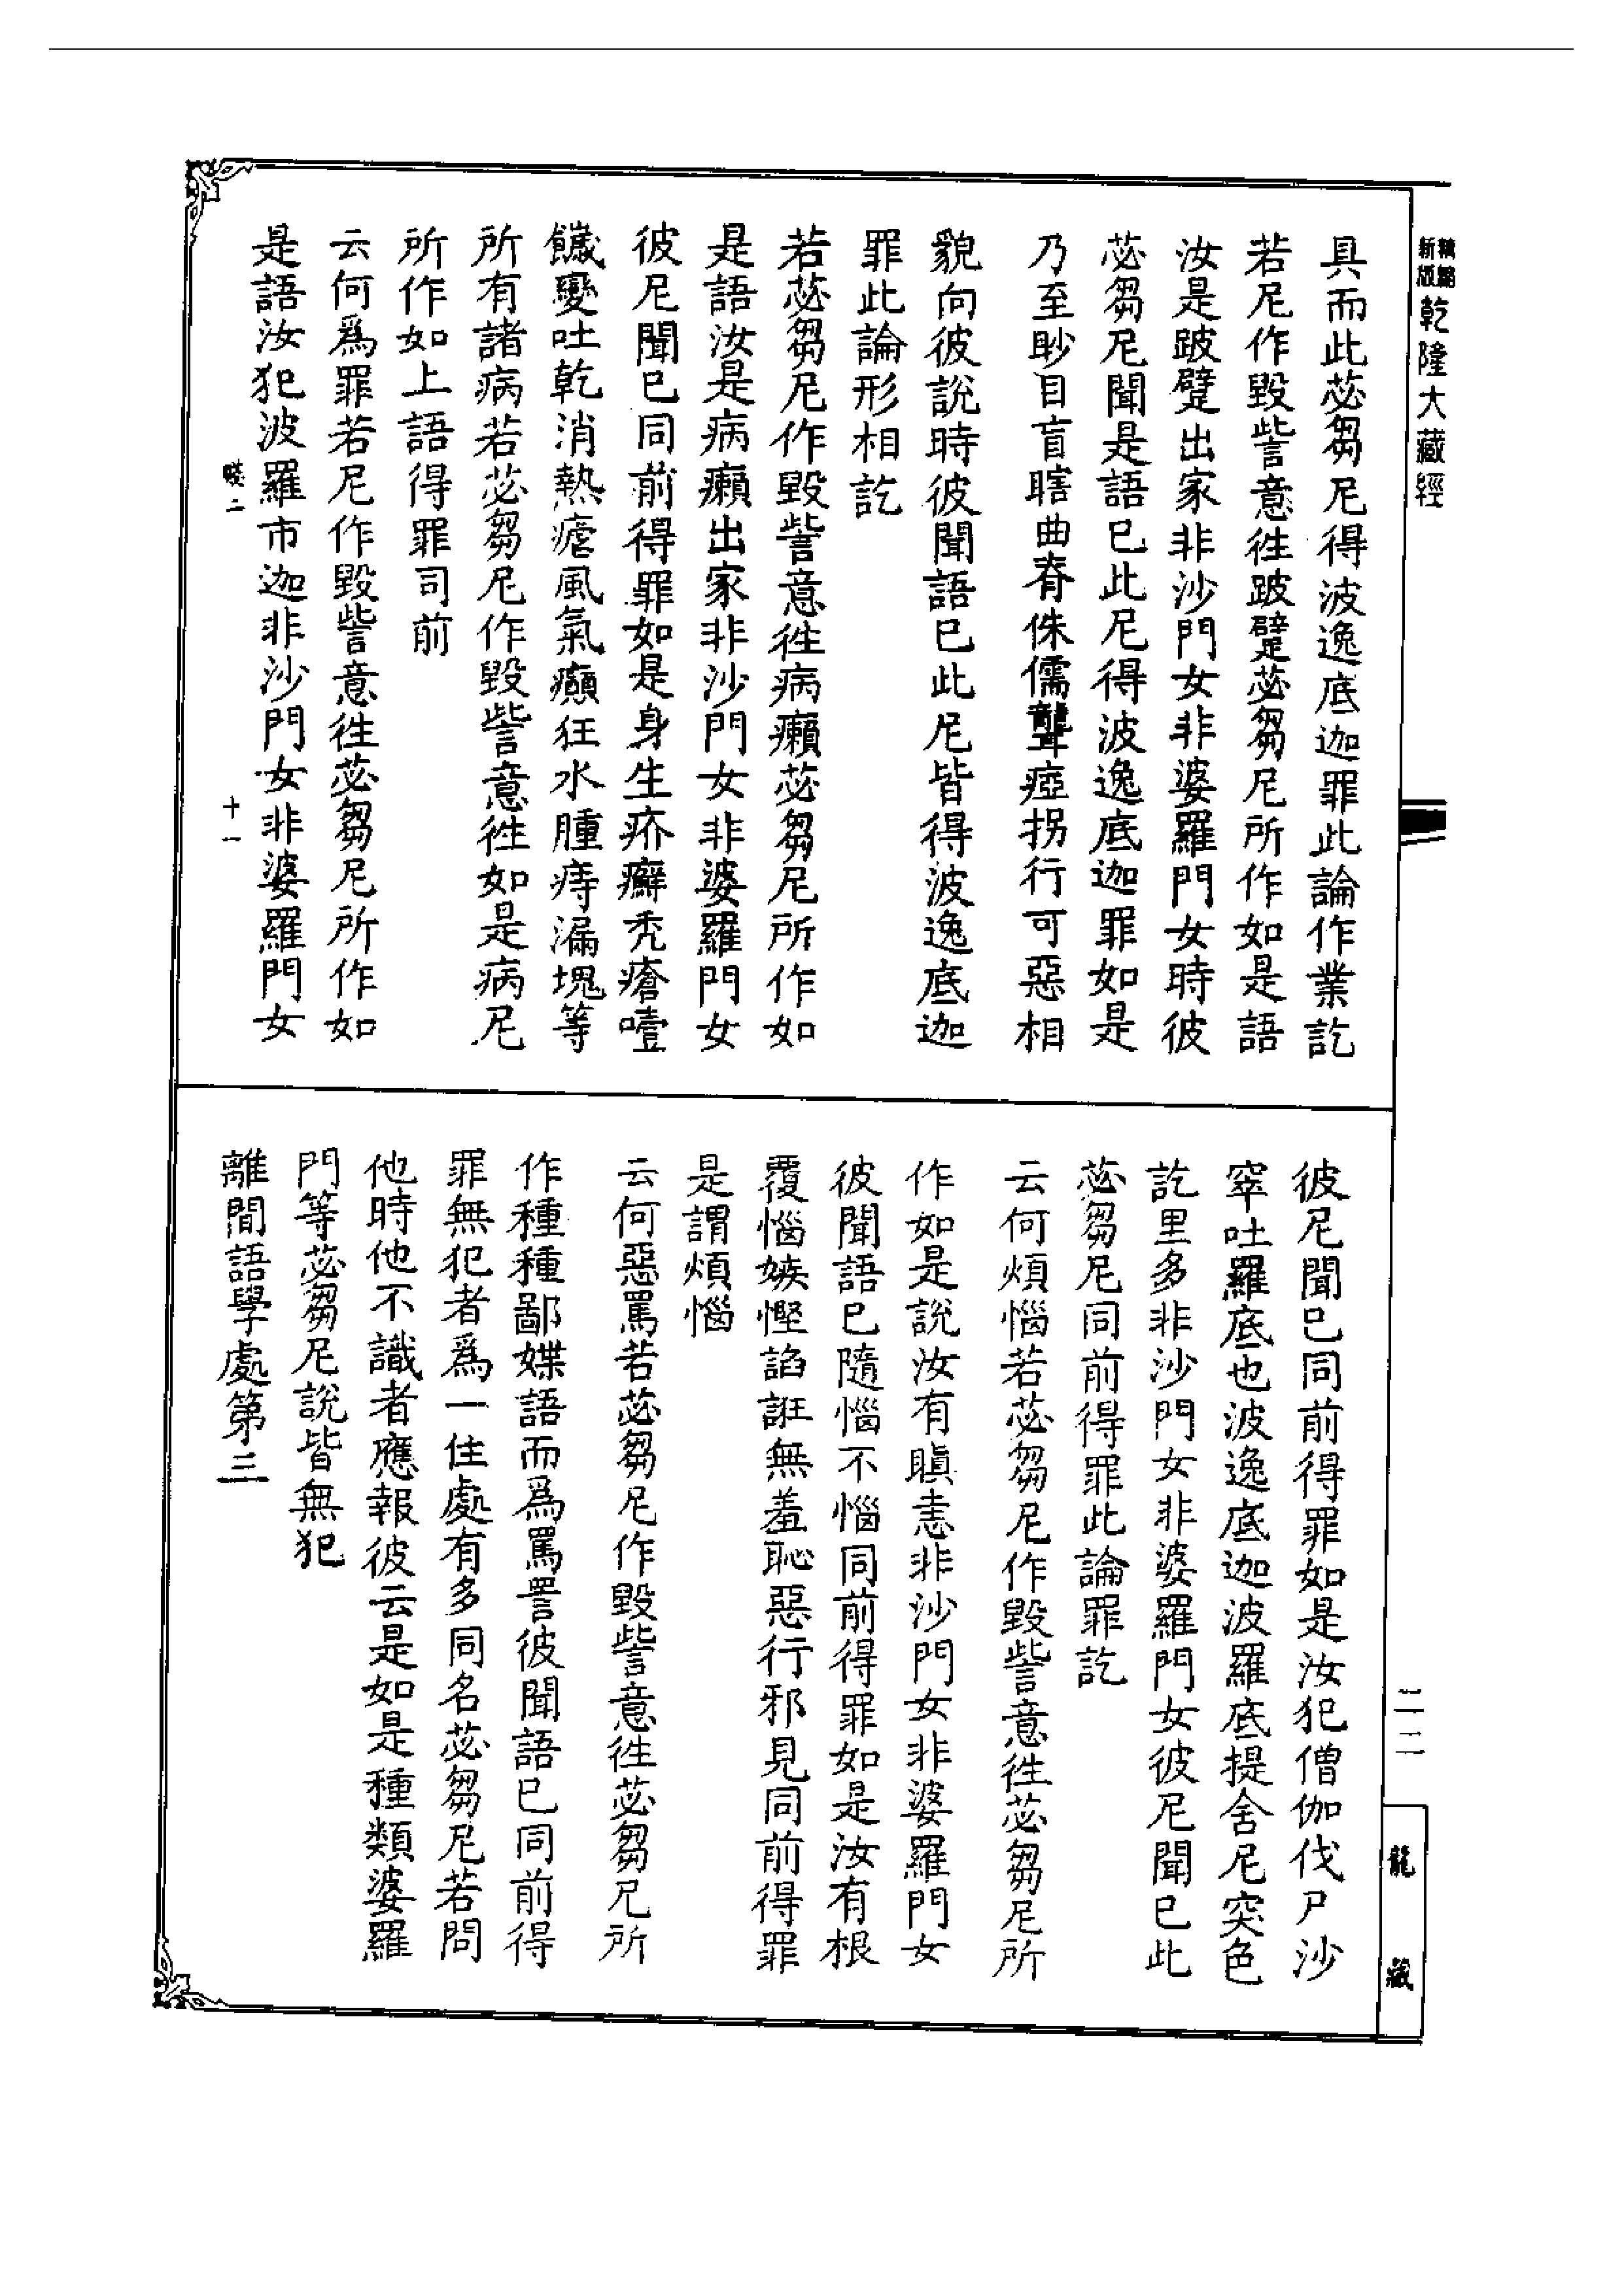 新版精縮乾隆大藏經
具而此苾芻尼得波逸底迦罪此論作業訖
若尼作毀訾意往跛躄苾芻尼所作如是語
汝是跛躄出家非沙門女非婆羅門女時彼
苾芻尼聞是語已此尼得波逸底迦罪如是
乃至眇目盲瞎曲脊侏儒聾瘂拐行可惡相
貌向彼說時彼聞語已此尼皆得波逸底迦
罪此論形相訖
若苾芻尼作毀訾意往病癩苾芻尼所作如
是語汝是病癩出家非沙門女非婆羅門女
彼尼聞已同前得罪如是身生疥癬禿瘡噎
噦變吐乾消熱瘧風氣癲狂水腫痔漏塊等
所有諸病若苾芻尼作毀訾意往如是病尼
所作如上語得罪司前
云何爲罪若尼作毀訾意往苾芻尼所作如
是語汝犯波羅市迦非沙門女非婆羅門女
二
十一
彼尼聞已同前得罪如是汝犯僧伽伐尸沙
窣吐羅底也波逸底迦波羅底提舍尼突色
訖里多非沙門女非婆羅門女彼尼聞已此
苾芻尼同前得罪此論罪訖
云何煩惱若苾芻尼作毀訾意往苾芻尼所
作如是說汝有瞋恚非沙門女非婆羅門女
彼聞語已隨惱不惱同前得罪如是汝有根
覆惱嫉慳諂誑無羞恥惡行邪見同前得罪
是謂煩惱
云何惡罵若苾芻尼作毀訾意往苾芻尼所
作種種鄙媟語而爲罵詈彼聞語已同前得
罪無犯者爲一住處有多同名苾芻尼若問
他時他不識者應報彼云是如是種類婆羅
門等苾芻尼說皆無犯
離間語學處第三
二二
龍藏